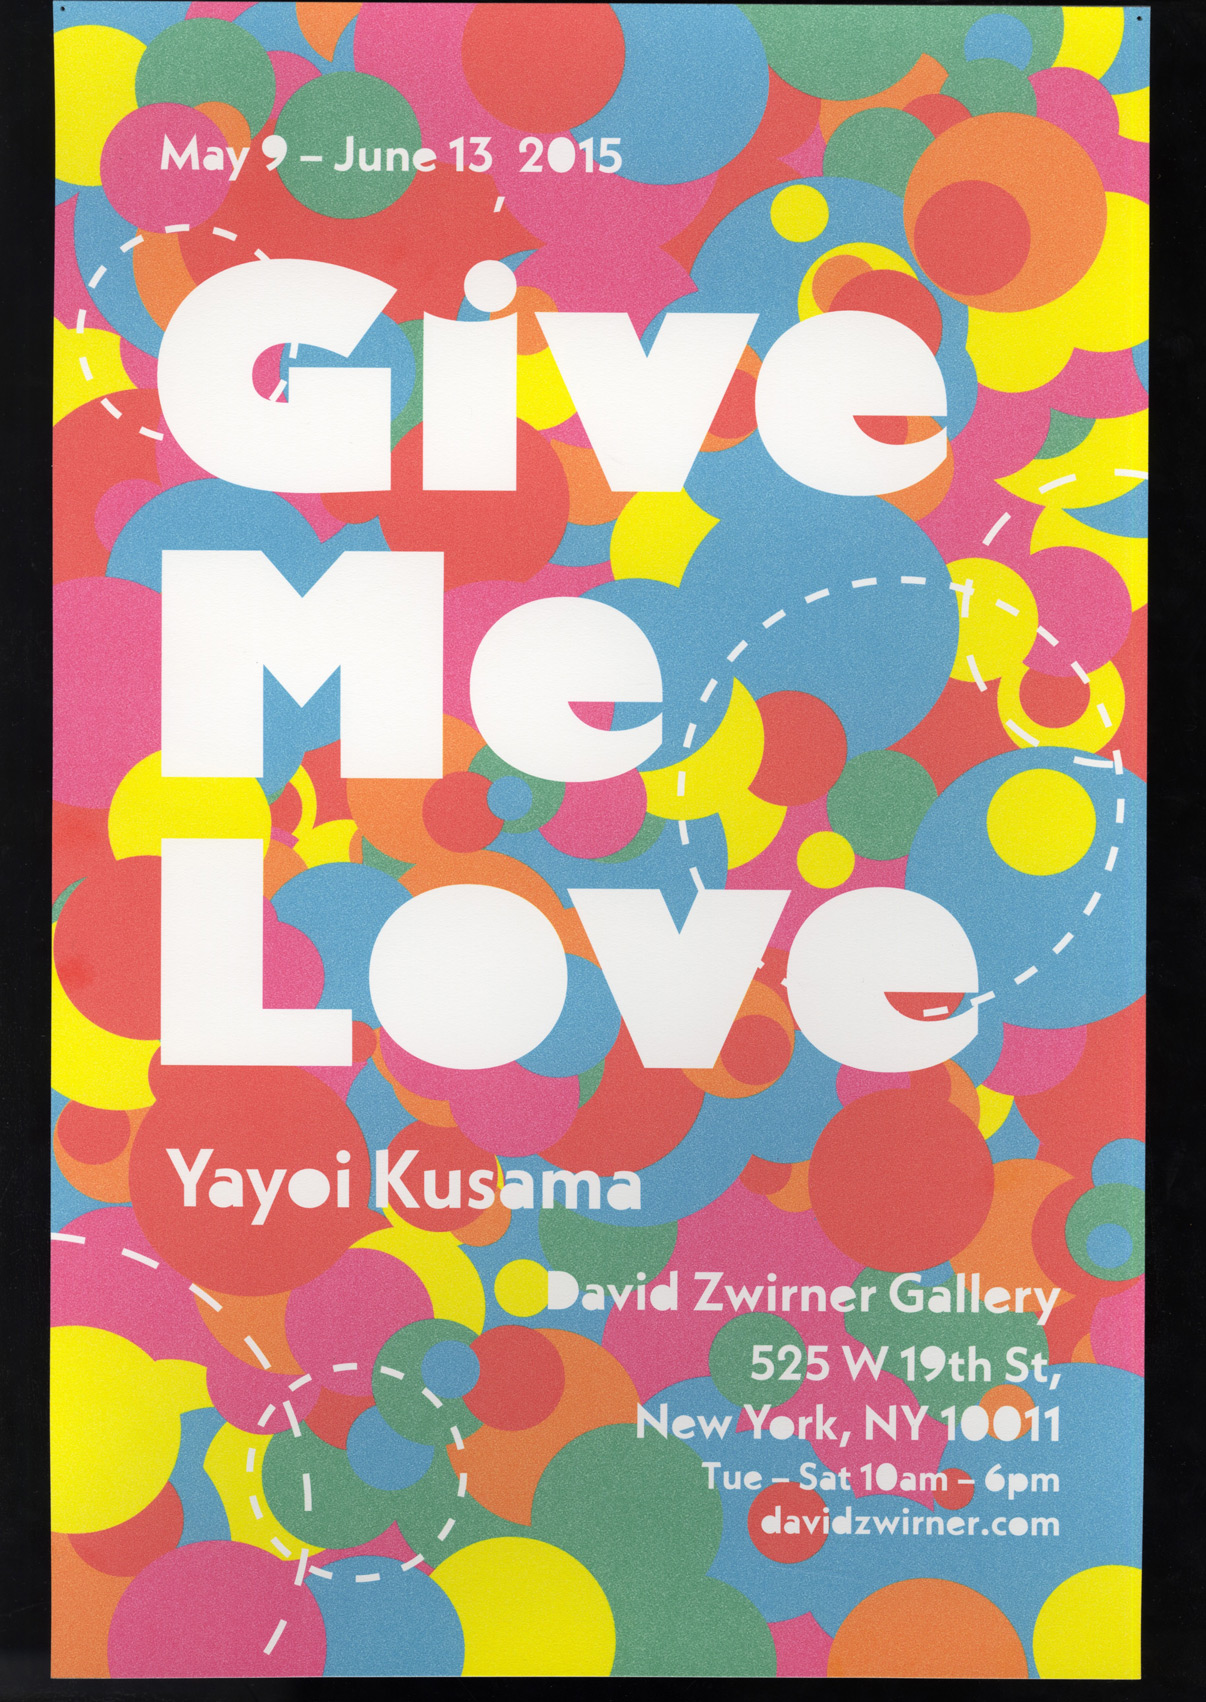 May 9 – June 13, 2015
Give
Me
Love
Yayoi Kusama
David Zwirner Gallery
525 W 19th St,
New York, NY 10011
Tue – Sat 10am – 6pm
davidzwirner.com